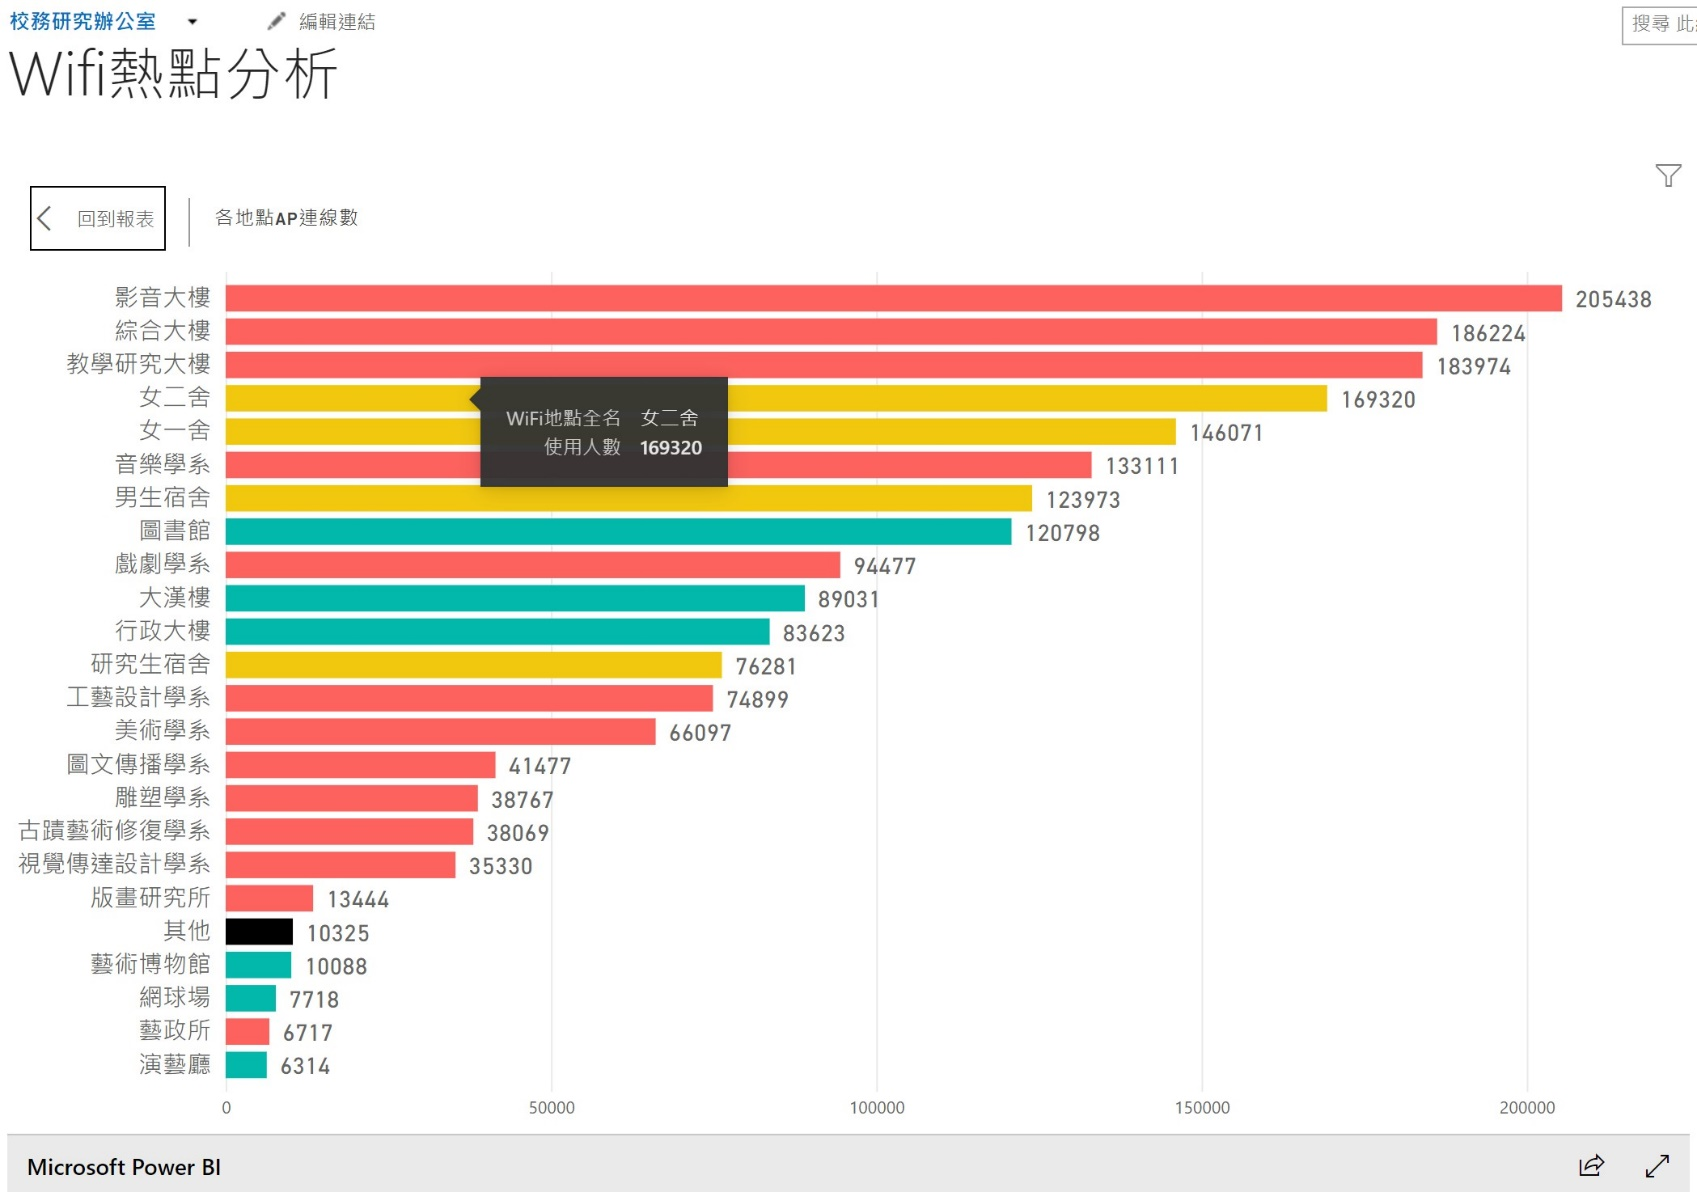 校務研究辦公室 編輯連結
搜尋 此
Wifi熱點分析
回到報表 各地點AP連線數
影音大樓 205438
綜合大樓 186224
教學研究大樓 183974
女二舍 169320
女一舍 146071
音樂學系 133111
男生宿舍 123973
圖書館 120798
戲劇學系 94477
大漢樓 89031
行政大樓 83623
研究生宿舍 76281
工藝設計學系 74899
美術學系 66097
圖文傳播學系 41477
雕塑學系 38767
古蹟藝術修復學系 38069
視覺傳達設計學系 35330
版畫研究所 13444
其他 10325
藝術博物館 10088
網球場 7718
藝政所 6717
演藝廳 6314
WiFi地點全名 女二舍
使用人數 169320
0 50000 100000 150000 200000
Microsoft Power BI